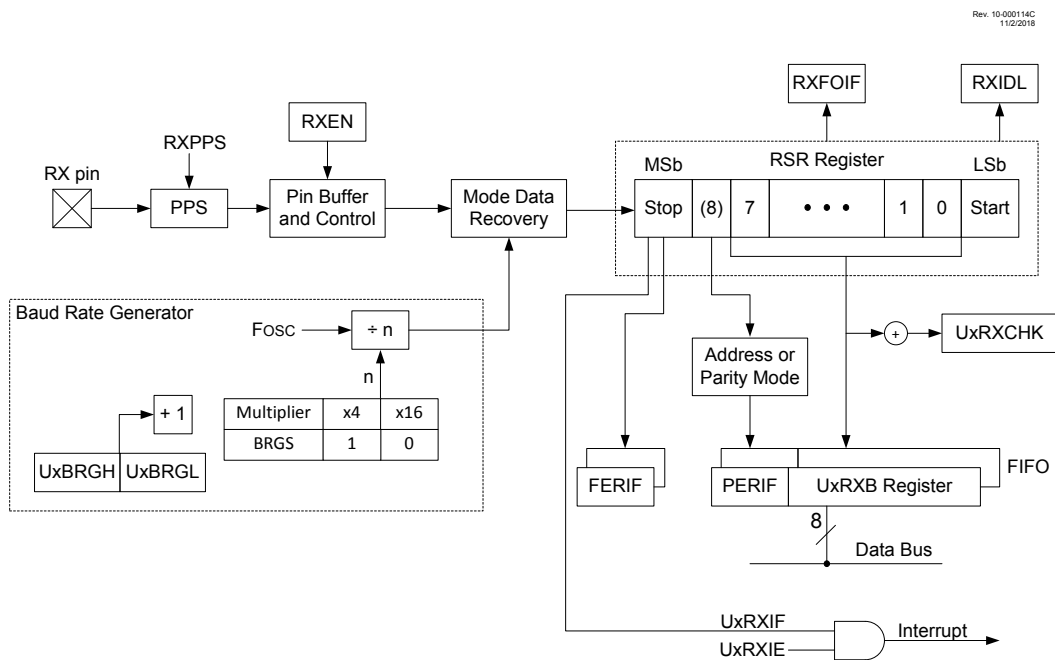 Rev. 10-000114C
11/2/2018
RXFOIF
RXIDL
RXEN
RXPPS
RX pin
MSb
RSR Register
LSb
PPS
Pin Buffer
and Control
Mode Data
Recovery
Stop (8) 7 • • • 1 0 Start
Baud Rate Generator
FOSC
÷ n
n
+
UxRXCHK
Address or
Parity Mode
+ 1
Multiplier x4 x16
BRGS 1 0
UxBRGH UxBRGL
FIFO
FERIF
PERIF UxRXB Register
8
Data Bus
UxRXIF
UxRXIE
Interrupt